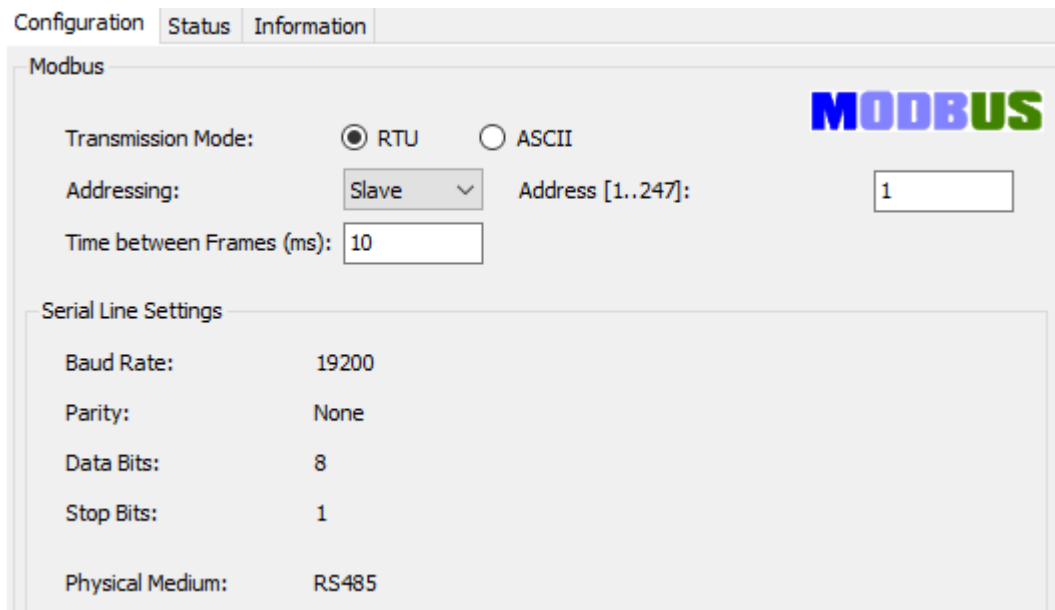 Configuration Status Information
Modbus
MODBUS
Transmission Mode: RTU ASCII
Addressing: Slave Address [1..247]: 1
Time between Frames (ms): 10
Serial Line Settings
Baud Rate: 19200
Parity: None
Data Bits: 8
Stop Bits: 1
Physical Medium: RS485